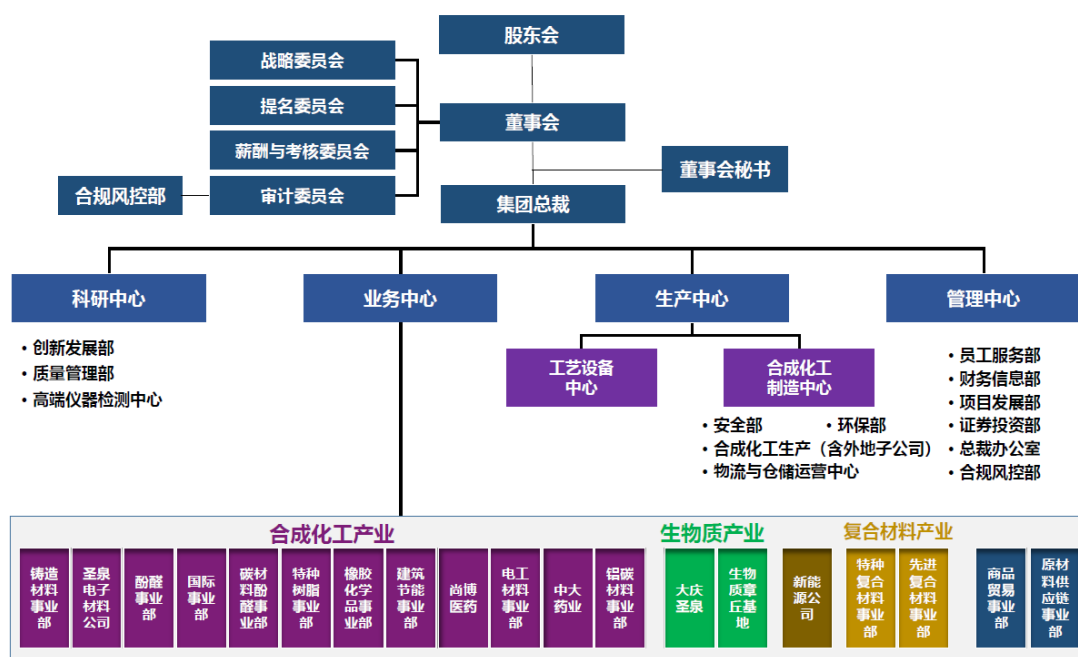 股东会
战略委员会
提名委员会
董事会
薪酬与考核委员会
董事会秘书
合规风控部
审计委员会
集团总裁
科研中心
业务中心
生产中心
管理中心
• 创新发展部
• 质量管理部
• 高端仪器检测中心
工艺设备
中心
合成化工
制造中心
• 安全部
• 环保部
• 合成化工生产（含外地子公司）
• 物流与仓储运营中心
• 员工服务部
• 财务信息部
• 项目发展部
• 证券投资部
• 总裁办公室
• 合规风控部
合成化工产业
铸造
材料
事业
部
圣泉
电子
材料
公司
酚醛
事业
部
国际
事业
部
碳材
料酚
醛事
业部
特种
树脂
事业
部
橡胶
化学
品事
业部
建筑
节能
事业
部
尚博
医药
电工
材料
事业
部
中大
药业
铝碳
材料
事业
部
生物质产业
大庆
圣泉
生物
质章
丘基
地
新能
源公
司
复合材料产业
特种
复合
材料
事业
部
先进
复合
材料
事业
部
商品
贸易
事业
部
原材
料供
应链
事业
部